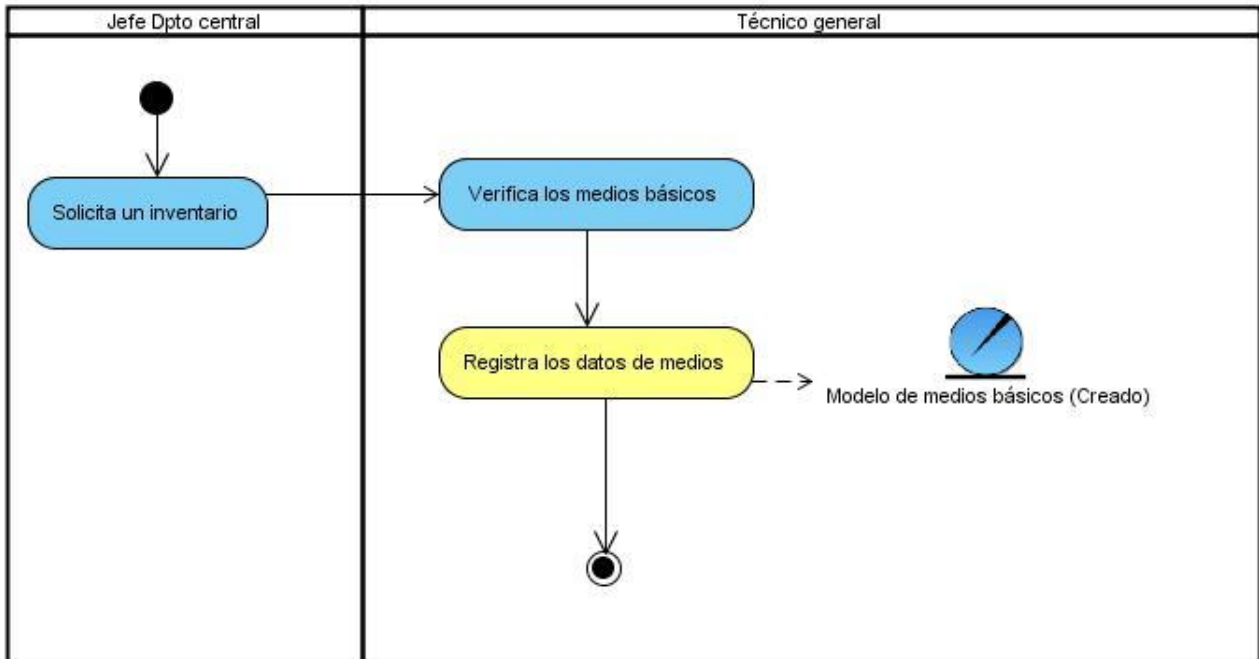 Jefe Dpto central
Técnico general
Solicita un inventario
Verifica los medios básicos
Registra los datos de medios
Modelo de medios básicos (Creado)